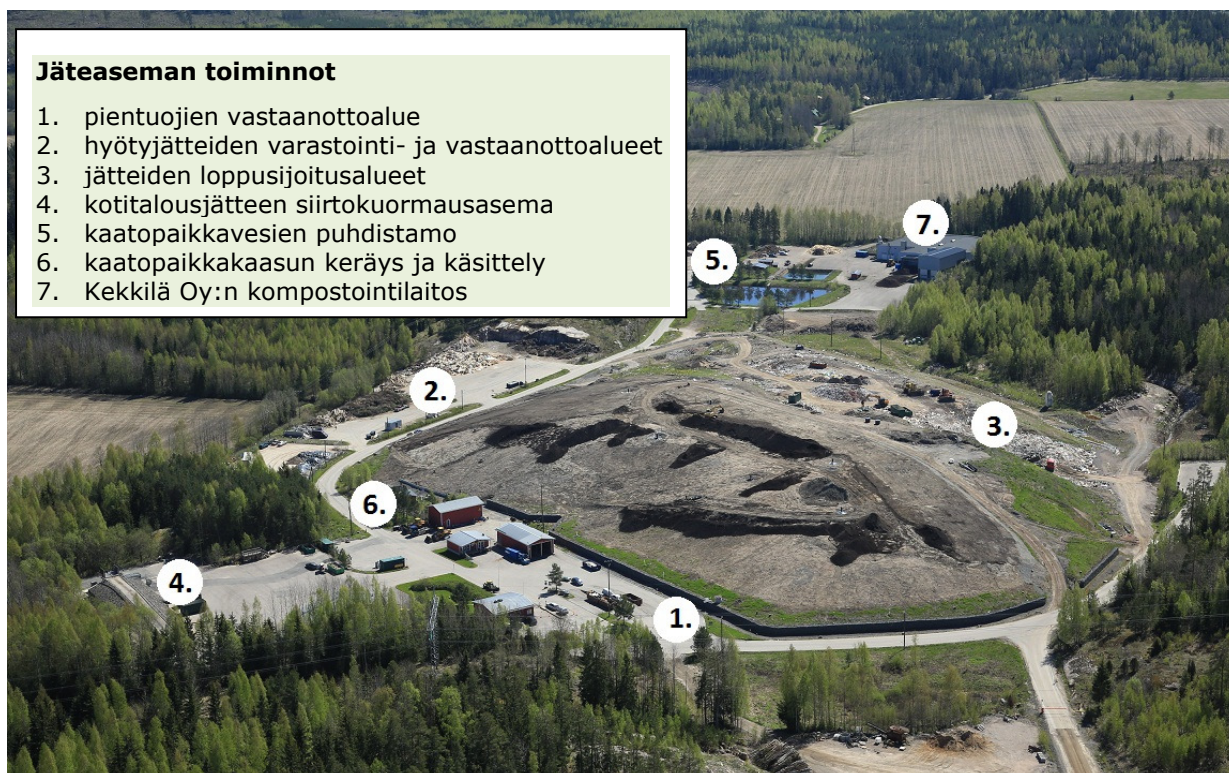 Jäteaseman toiminnot
1. pientuojien vastaanottoalue
2. hyötyjätteiden varastointi- ja vastaanottoalueet
3. jätteiden loppusijoitusalueet
4. kotitalousjätteen siirtokuormausasema
5. kaatopaikkavesien puhdistamo
6. kaatopaikkakaasun keräys ja käsittely
7. Kekkilä Oy:n kompostointilaitos
7.
5.
2.
3.
6.
4.
1.